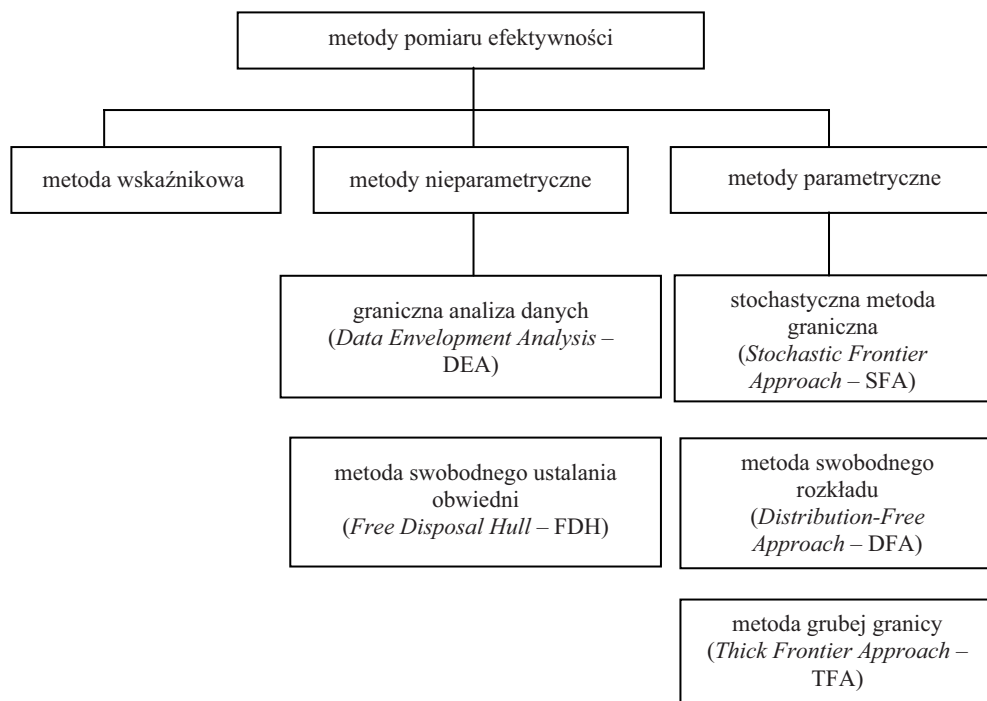 metody pomiaru efektywności
metoda wskaźnikowa
metody nieparametryczne
metody parametryczne
graniczna analiza danych
(Data Envelopment Analysis –
DEA)
stochastyczna metoda
graniczna
(Stochastic Frontier
Approach – SFA)
metoda swobodnego ustalania
obwiedni
(Free Disposal Hull – FDH)
metoda swobodnego
rozkładu
(Distribution-Free
Approach – DFA)
metoda grubej granicy
(Thick Frontier Approach –
TFA)